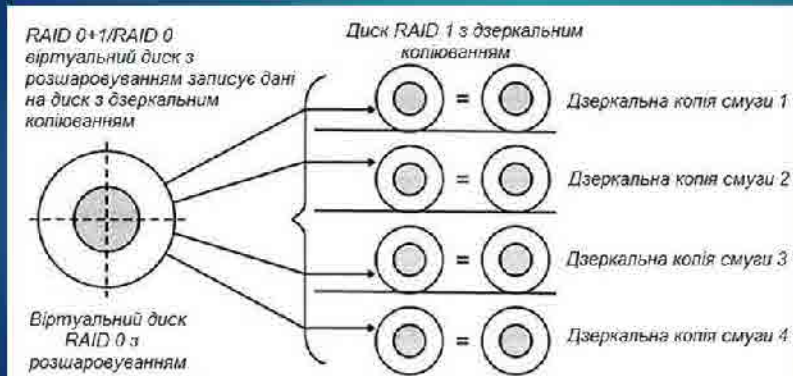 RAID 0+1/RAID 0
віртуальний диск з
розшаровуванням записує дані
на диск з дзеркальним
копіюванням
Диск RAID 1 з дзеркальним
копіюванням
= Дзеркальна копія смуги 1
= Дзеркальна копія смуги 2
= Дзеркальна копія смуги 3
= Дзеркальна копія смуги 4
Віртуальний диск
RAID 0 з
розшаровуванням